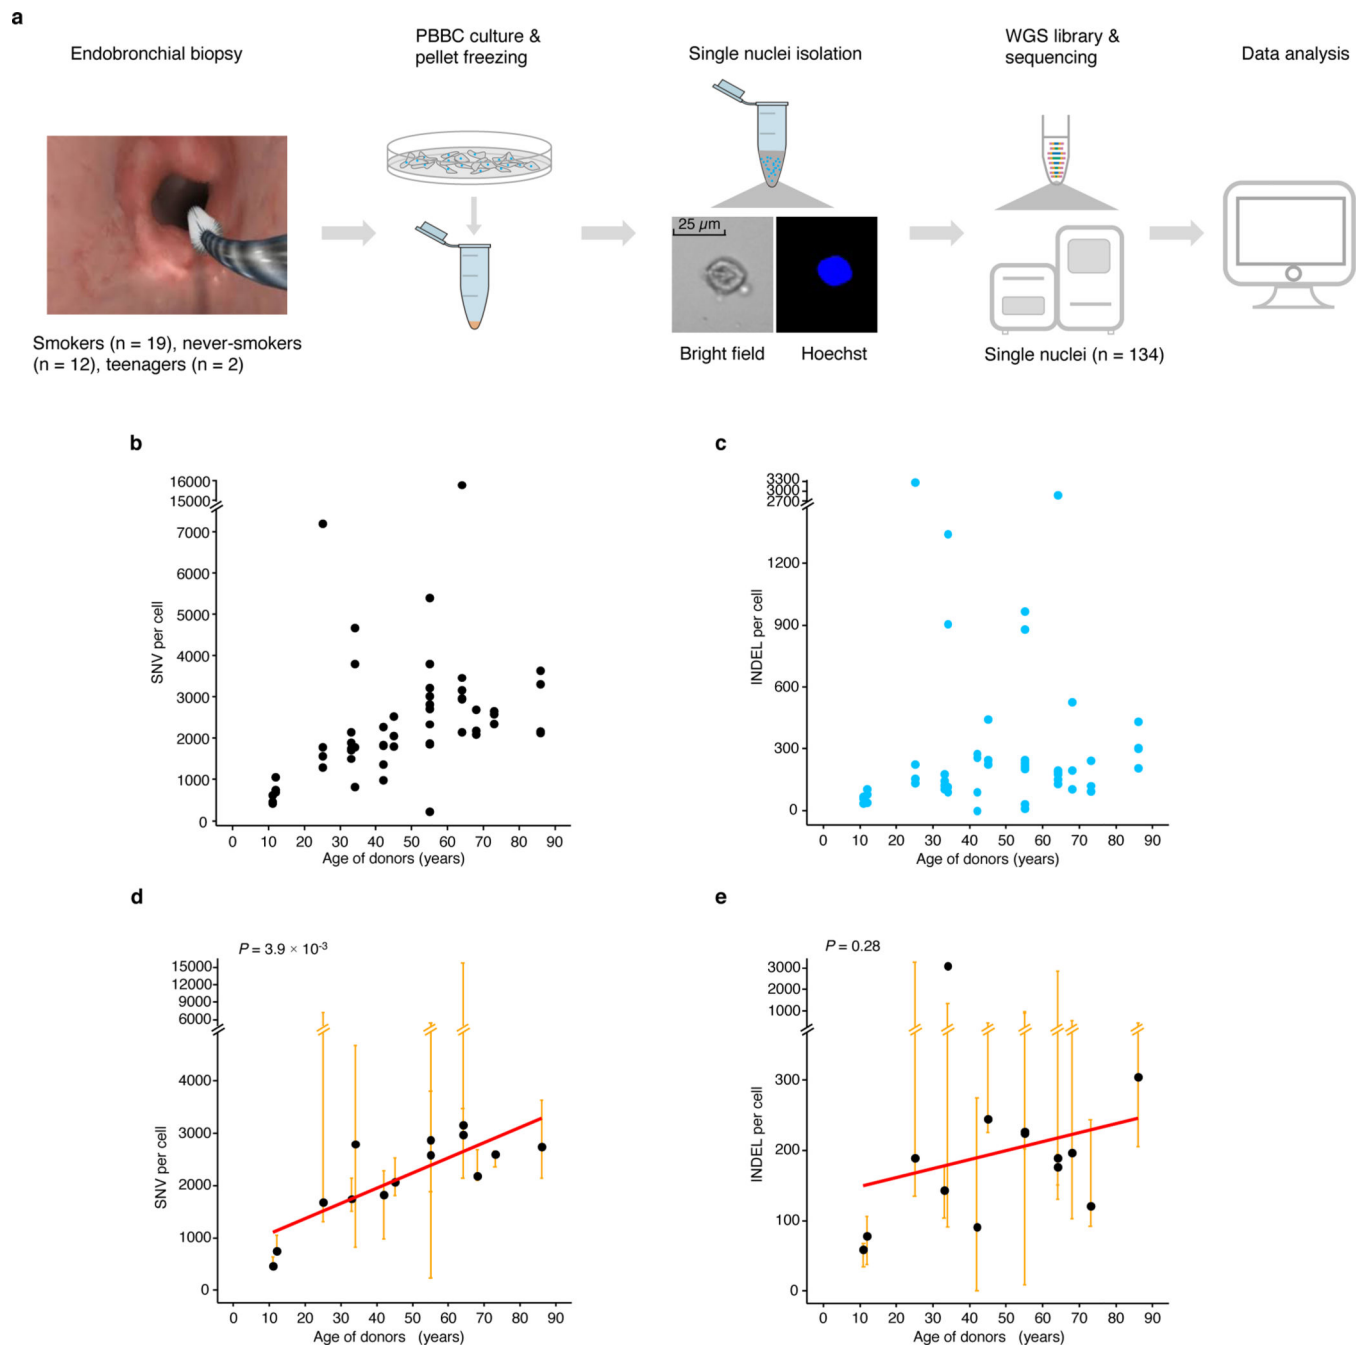 a
Endobronchial biopsy
PBBC culture &
pellet freezing
Single nuclei isolation
WGS library &
sequencing
Data analysis
25 µm
Bright field
Hoechst
Smokers (n = 19), never-smokers
(n = 12), teenagers (n = 2)
Single nuclei (n = 134)
b
SNV per cell
16000
15000
7000
6000
5000
4000
3000
2000
1000
0
0 10 20 30 40 50 60 70 80 90
Age of donors (years)
c
INDEL per cell
3300
3000
2700
1200
900
600
300
0
0 10 20 30 40 50 60 70 80 90
Age of donors (years)
d
P = 3.9 × 10⁻³
SNV per cell
15000
12000
9000
6000
4000
3000
2000
1000
0
0 10 20 30 40 50 60 70 80 90
Age of donors (years)
e
P = 0.28
INDEL per cell
3000
2000
1000
300
200
100
0
0 10 20 30 40 50 60 70 80 90
Age of donors (years)